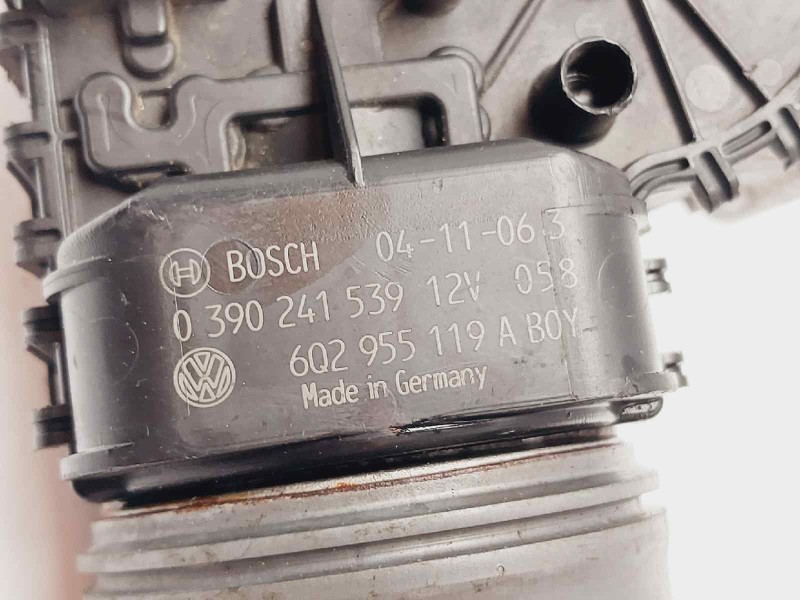 BOSCH 04-11-06 3
0 390 241 539 12V 058
6Q2 955 119 A BOY
Made in Germany